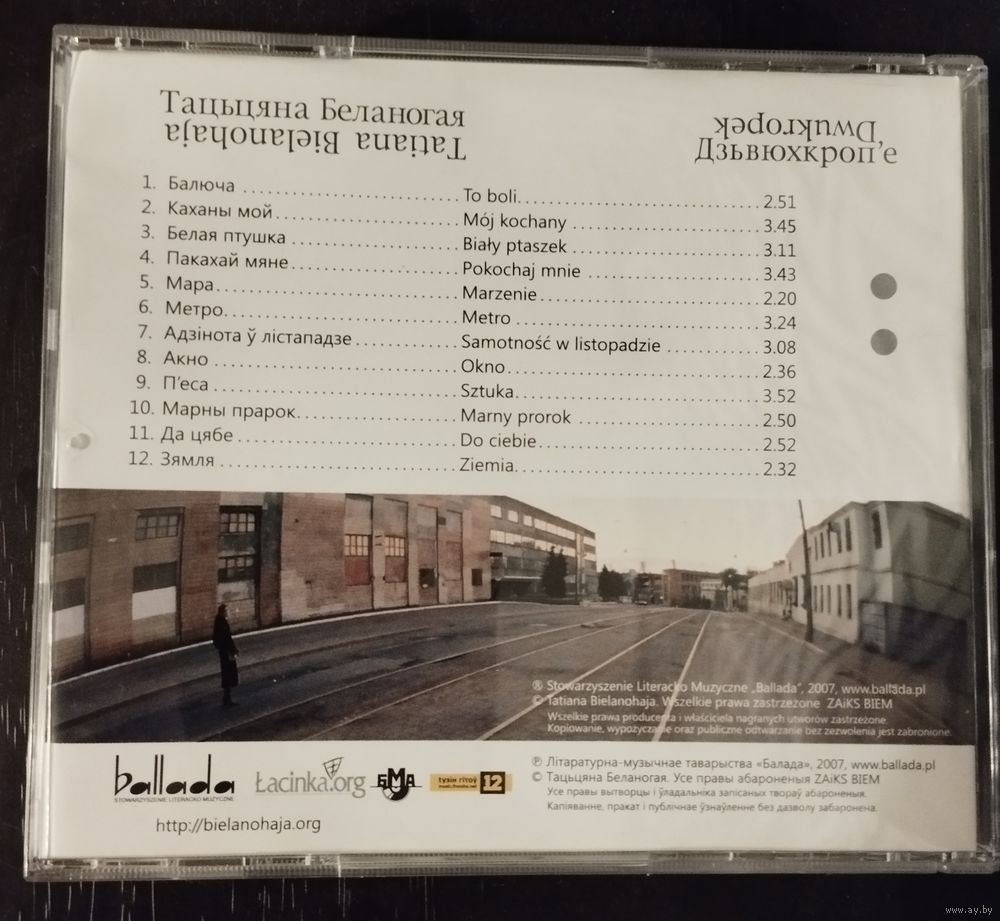 Тацьцяна Беланогая
Tatiana Bielanohaja
Dwukropek
Дзьвюхкроп'е
1. Балюча To boli 2.51
2. Каханы мой Mój kochany 3.45
3. Белая птушка Biały ptaszek 3.11
4. Пакахай мяне Pokochaj mnie 3.43
5. Мара Marzenie 2.20
6. Метро Metro 3.24
7. Адзінота ў лістападзе Samotność w listopadzie 3.08
8. Акно Okno 2.36
9. П'еса Sztuka 3.52
10. Марны прарок Marny prorok 2.50
11. Да цябе Do ciebie 2.52
12. Зямля Ziemia 2.32
® Stowarzyszenie Literacko Muzyczne „Ballada", 2007, www.ballada.pl
© Tatiana Bielanohaja. Wszelkie prawa zastrzeżone ZAiKS BIEM
Wszelkie prawa producenta i właściciela nagranych utworów zastrzeżone
Kopiowanie, wypożyczanie oraz publiczne odtwarzanie bez zezwolenia jest zabronione.
ballada
STOWARZYSZENIE LITERACKO MUZYCZNE
Łacinka.org
БМА
тузін гітоў
12
℗ Літаратурна-музычнае таварыства «Балада», 2007, www.ballada.pl
© Тацьцяна Беланогая. Усе правы абароненыя ZAiKS BIEM
Усе правы вытворцы і ўладальніка запісаных твораў абароненыя.
Капіяванне, пракат і публічнае ўзнаўленне без дазволу забаронена.
http://bielanohaja.org
www.ay.by